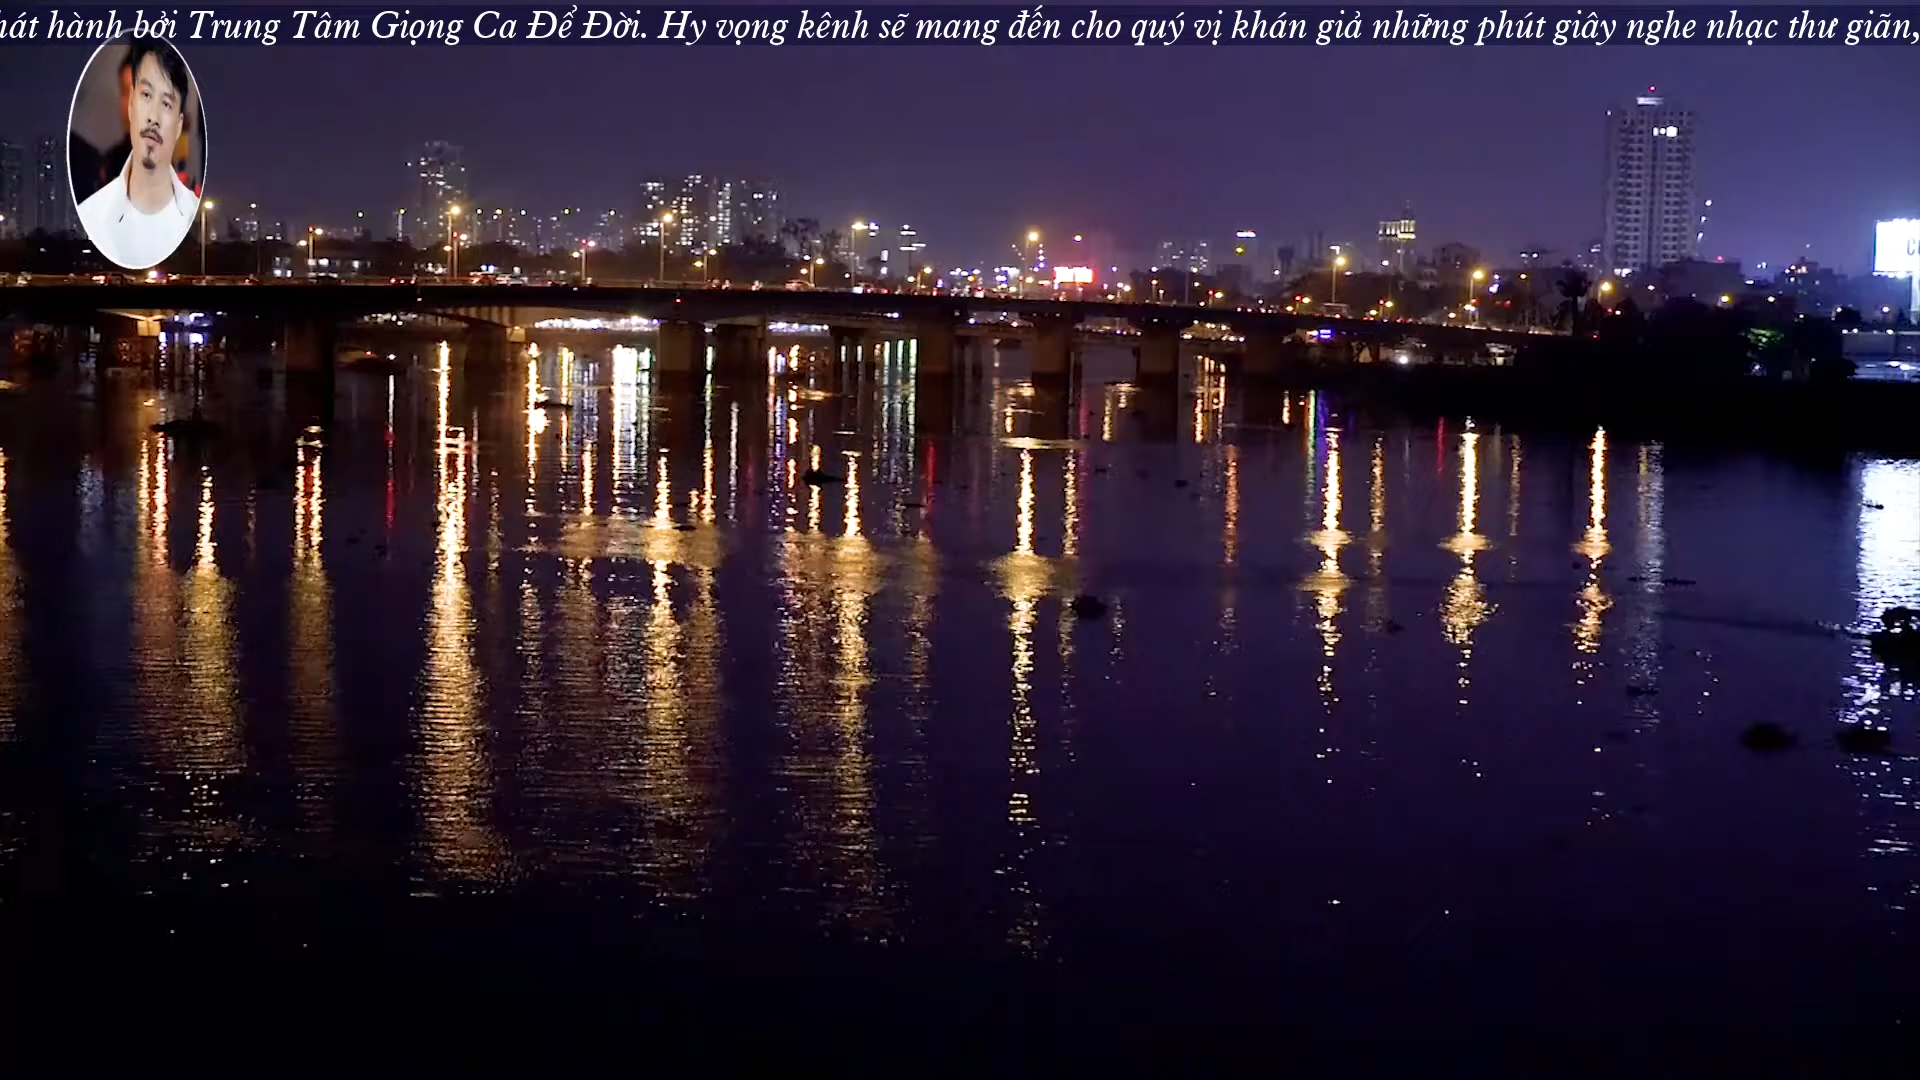 hát hành bởi Trung Tâm Giọng Ca Để Đời. Hy vọng kênh sẽ mang đến cho quý vị khán giả những phút giây nghe nhạc thư giãn,